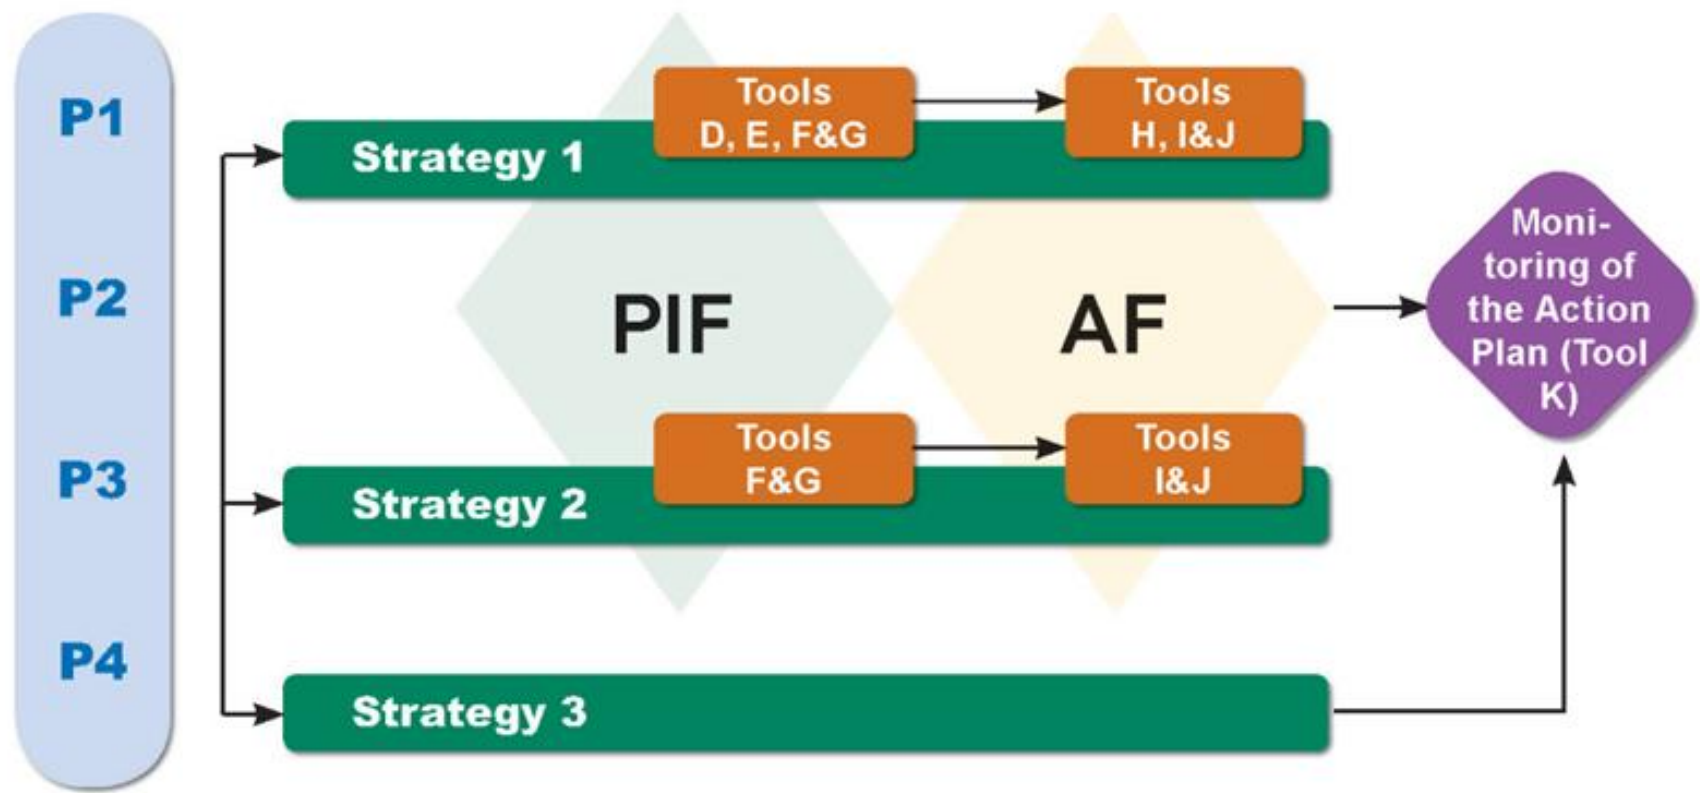 P1
P2
P3
P4
Strategy 1
Tools
D, E, F&G
Tools
H, I&J
PIF
AF
Strategy 2
Tools
F&G
Tools
I&J
Strategy 3
Moni-
toring of
the Action
Plan (Tool
K)